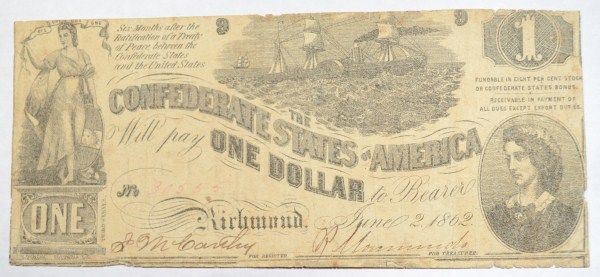 Six Months after the
Ratification of a Treaty
of Peace, between the
Confederate States
and the United States.
9
9
1
FUNDABLE IN EIGHT PER CENT STOCK
OR CONFEDERATE STATES BONDS.
RECEIVABLE IN PAYMENT OF
ALL DUES EXCEPT EXPORT DUTIES.
THE
CONFEDERATE STATES OF AMERICA
Will pay ONE DOLLAR to Bearer
No
Richmond, June 2, 1862
ONE
FOR REGISTER
FOR TREASURER